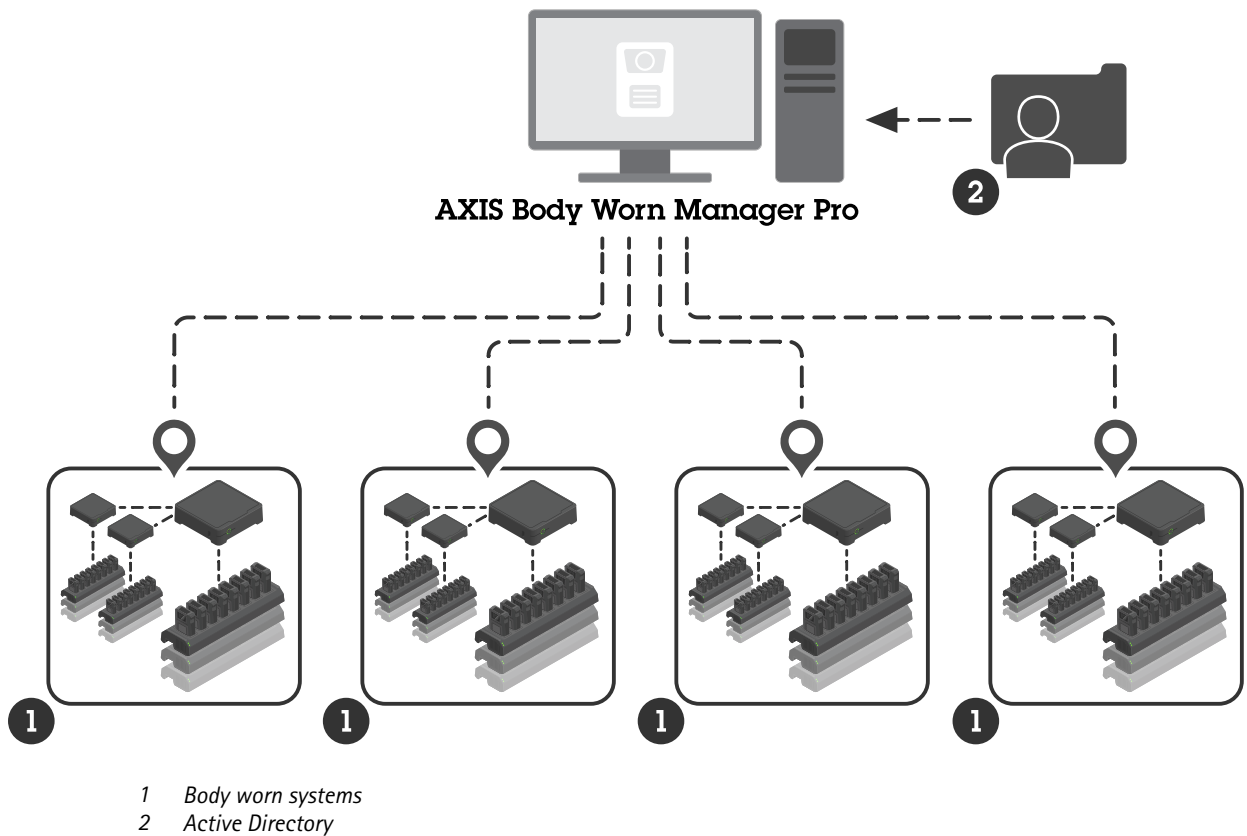 2
AXIS Body Worn Manager Pro
1 1 1 1
1 Body worn systems
2 Active Directory